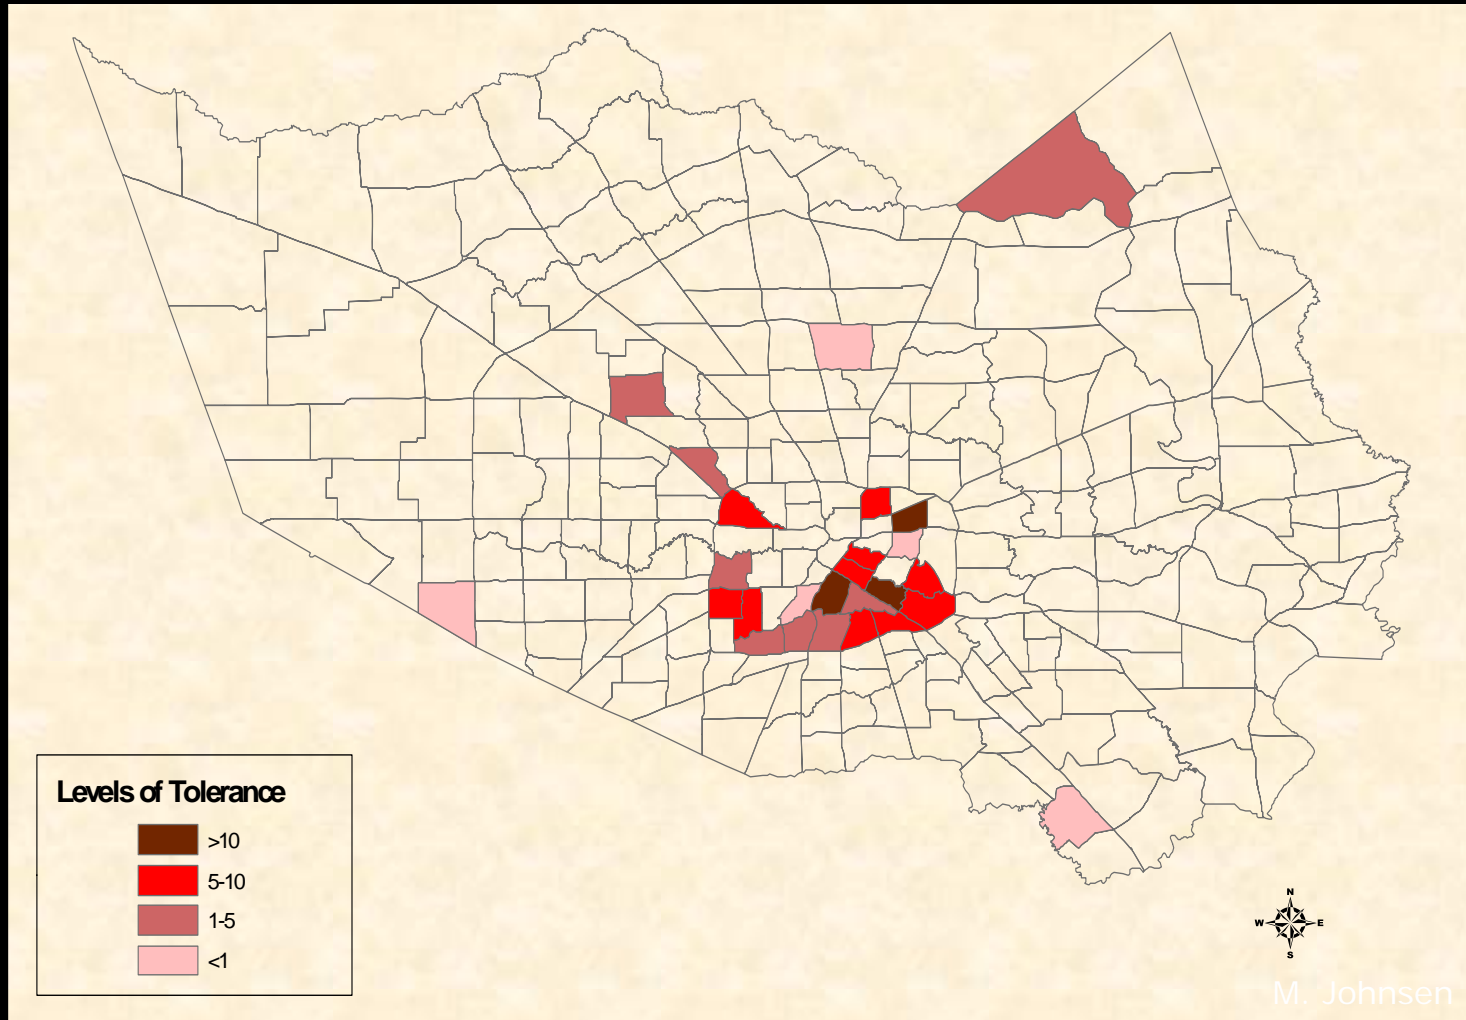 Levels of Tolerance
>10
5-10
1-5
<1
N
W E
S
M. Johnsen